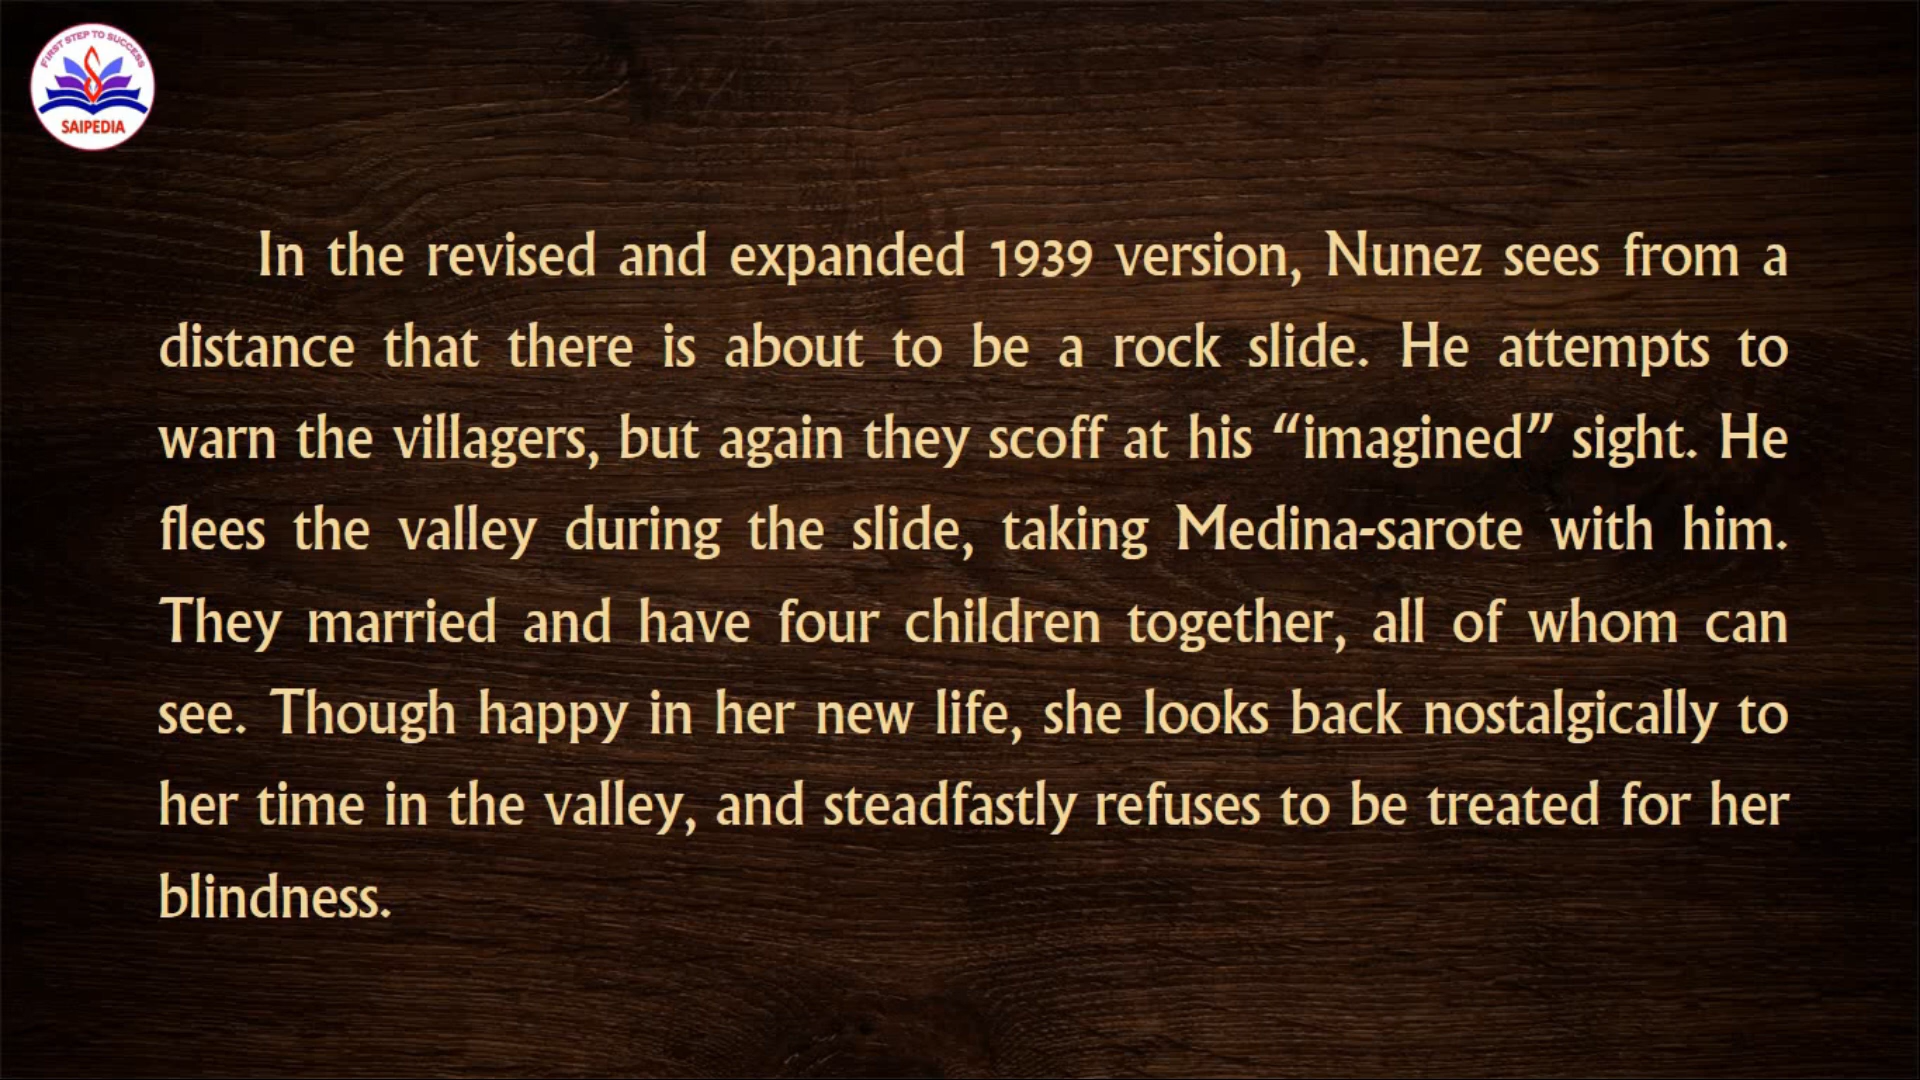 FIRST STEP TO SUCCESS
SAIPEDIA
In the revised and expanded 1939 version, Nunez sees from a
distance that there is about to be a rock slide. He attempts to
warn the villagers, but again they scoff at his “imagined” sight. He
flees the valley during the slide, taking Medina-sarote with him.
They married and have four children together, all of whom can
see. Though happy in her new life, she looks back nostalgically to
her time in the valley, and steadfastly refuses to be treated for her
blindness.